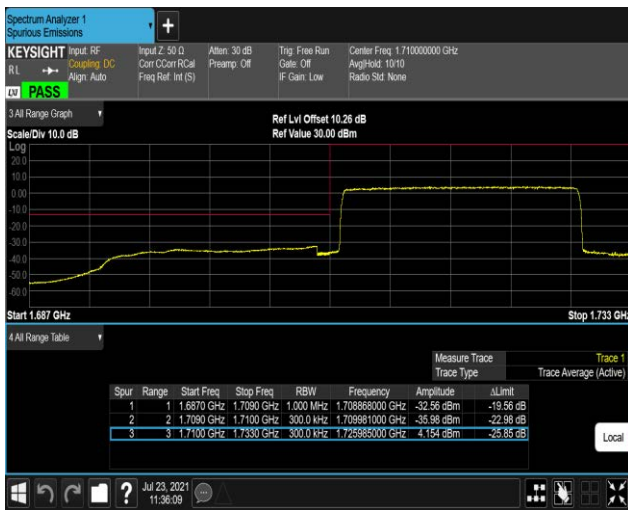 Spectrum Analyzer 1
Spurious Emissions
+
KEYSIGHT
RL
Input: RF
Coupling: DC
Align: Auto
Input Z: 50 Ω
Corr CCorr RCal
Freq Ref: Int (S)
Atten: 30 dB
Preamp: Off
Trig: Free Run
Gate: Off
IF Gain: Low
Center Freq: 1.710000000 GHz
Avg|Hold: 10/10
Radio Std: None
LXI PASS
3 All Range Graph
Scale/Div 10.0 dB
Ref Lvl Offset 10.26 dB
Ref Value 30.00 dBm
Log
20.0
10.0
0.00
-10.0
-20.0
-30.0
-40.0
-50.0
-60.0
Start 1.687 GHz
Stop 1.733 GHz
4 All Range Table
Measure Trace Trace 1
Trace Type Trace Average (Active)
Spur Range Start Freq Stop Freq RBW Frequency Amplitude ΔLimit
1 1 1.6870 GHz 1.7090 GHz 1.000 MHz 1.708868000 GHz -32.56 dBm -19.56 dB
2 2 1.7090 GHz 1.7100 GHz 300.0 kHz 1.709981000 GHz -35.98 dBm -22.98 dB
3 3 1.7100 GHz 1.7330 GHz 300.0 kHz 1.725985000 GHz 4.154 dBm -25.85 dB
Local
?
Jul 23, 2021
11:36:09